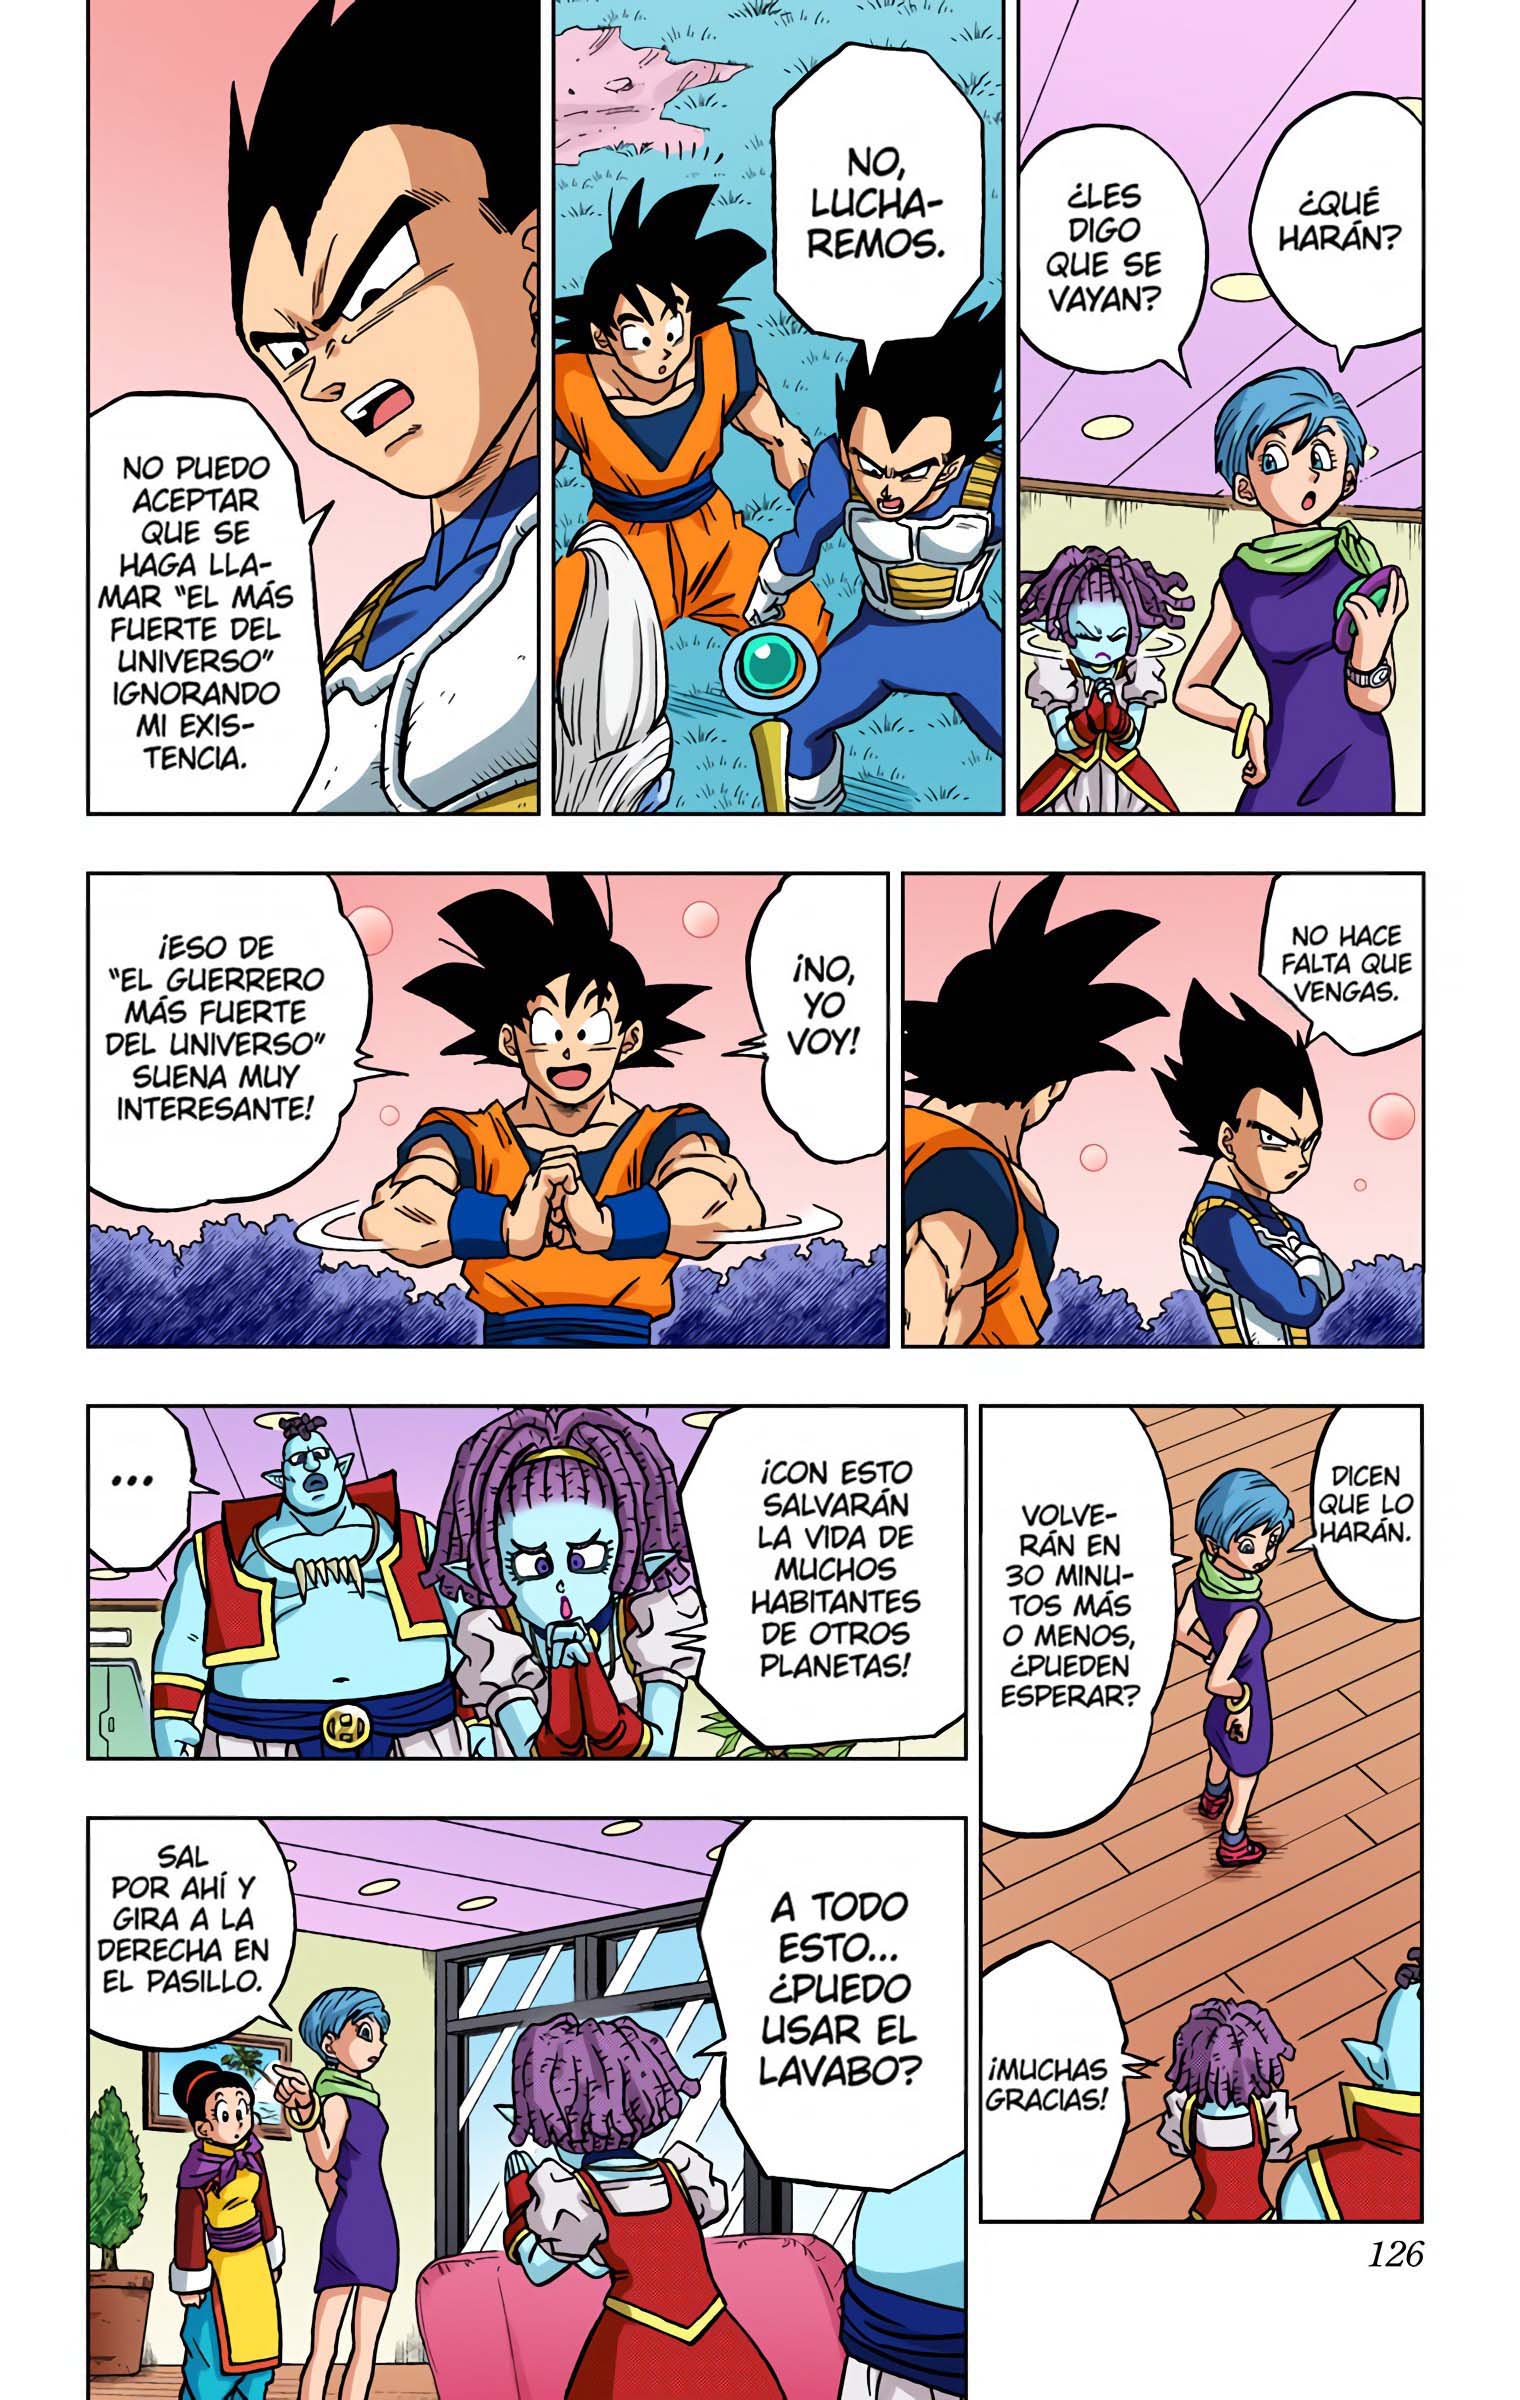 ¿QUÉ
HARÁN?
¿LES
DIGO
QUE SE
VAYAN?
NO,
LUCHA-
REMOS.
NO PUEDO
ACEPTAR
QUE SE
HAGA LLA-
MAR "EL MÁS
FUERTE DEL
UNIVERSO"
IGNORANDO
MI EXIS-
TENCIA.
NO HACE
FALTA QUE
VENGAS.
¡NO,
YO
VOY!
¡ESO DE
"EL GUERRERO
MÁS FUERTE
DEL UNIVERSO"
SUENA MUY
INTERESANTE!
DICEN
QUE LO
HARÁN.
VOLVE-
RÁN EN
30 MINU-
TOS MÁS
O MENOS,
¿PUEDEN
ESPERAR?
¡MUCHAS
GRACIAS!
¡CON ESTO
SALVARÁN
LA VIDA DE
MUCHOS
HABITANTES
DE OTROS
PLANETAS!
...
A TODO
ESTO...
¿PUEDO
USAR EL
LAVABO?
SAL
POR AHÍ Y
GIRA A LA
DERECHA EN
EL PASILLO.
126